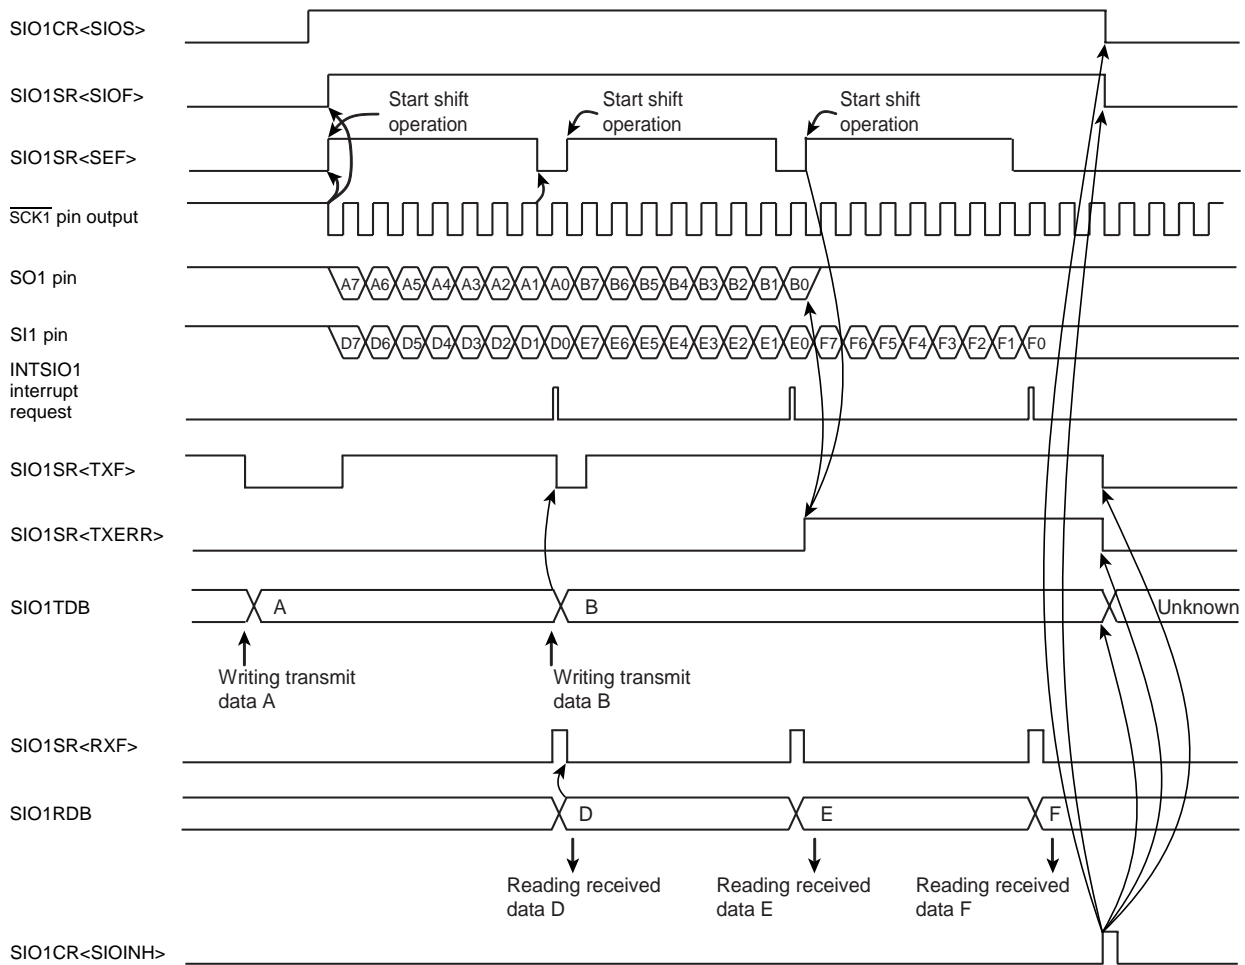 SIO1CR<SIOS>
SIO1SR<SIOF>
Start shift
operation
Start shift
operation
Start shift
operation
SIO1SR<SEF>
SCK1 pin output
SO1 pin
A7 A6 A5 A4 A3 A2 A1 A0 B7 B6 B5 B4 B3 B2 B1 B0
SI1 pin
D7 D6 D5 D4 D3 D2 D1 D0 E7 E6 E5 E4 E3 E2 E1 E0 F7 F6 F5 F4 F3 F2 F1 F0
INTSIO1
interrupt
request
SIO1SR<TXF>
SIO1SR<TXERR>
SIO1TDB
A
B
Unknown
Writing transmit
data A
Writing transmit
data B
SIO1SR<RXF>
SIO1RDB
D
E
F
Reading received
data D
Reading received
data E
Reading received
data F
SIO1CR<SIOINH>